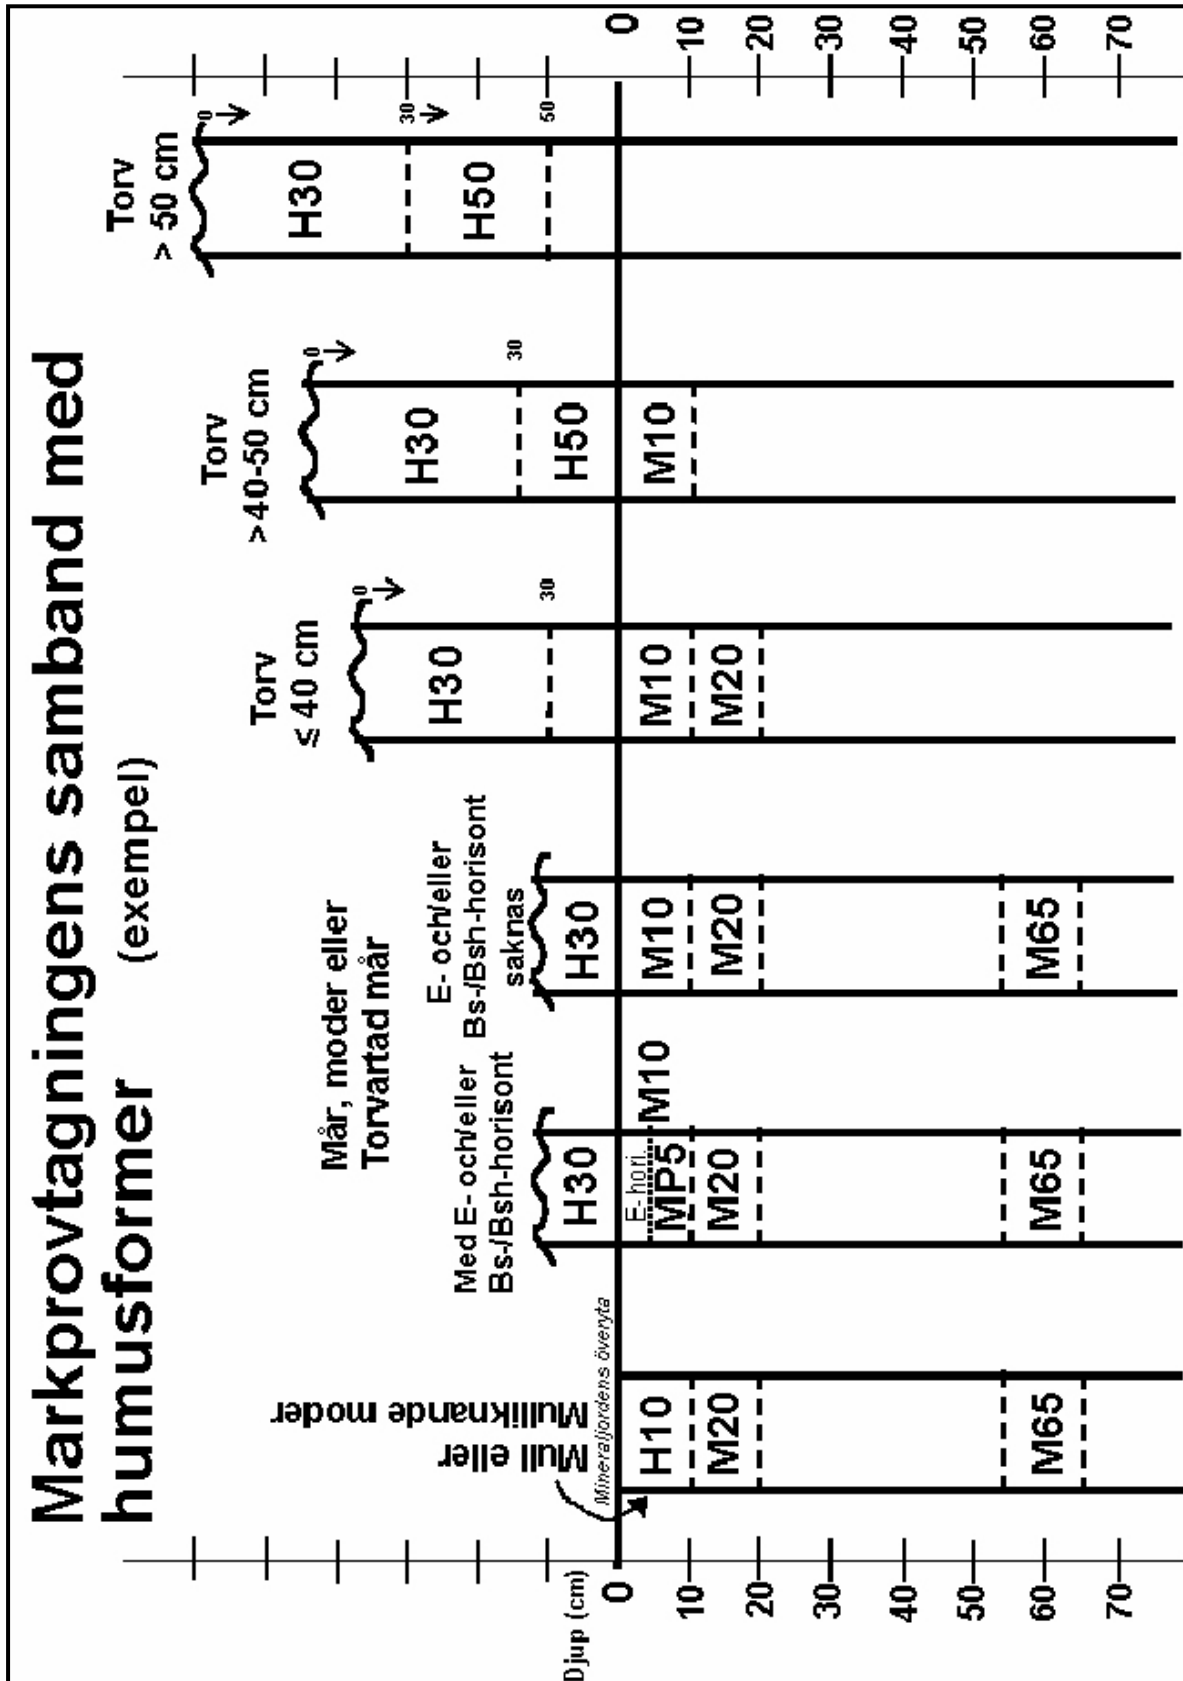 Markprovtagningens samband med
humusformer (exempel)
Torv
> 50 cm
Torv
>40-50 cm
Torv
≤ 40 cm
Mår, moder eller
Torvartad mår
E- och/eller
Bs-/Bsh-horisont
saknas
Med E- och/eller
Bs-/Bsh-horisont
Mull eller
Mulliknande moder
Mineraljordens överyta
Djup (cm)
0
10
20
30
40
50
60
70
H10
M20
M65
H30
E- hori.
MP5
M10
M20
M65
H30
M10
M20
M65
0
H30
30
M10
M20
0
H30
30
H50
M10
0
H30
30
H50
50
0
10
20
30
40
50
60
70